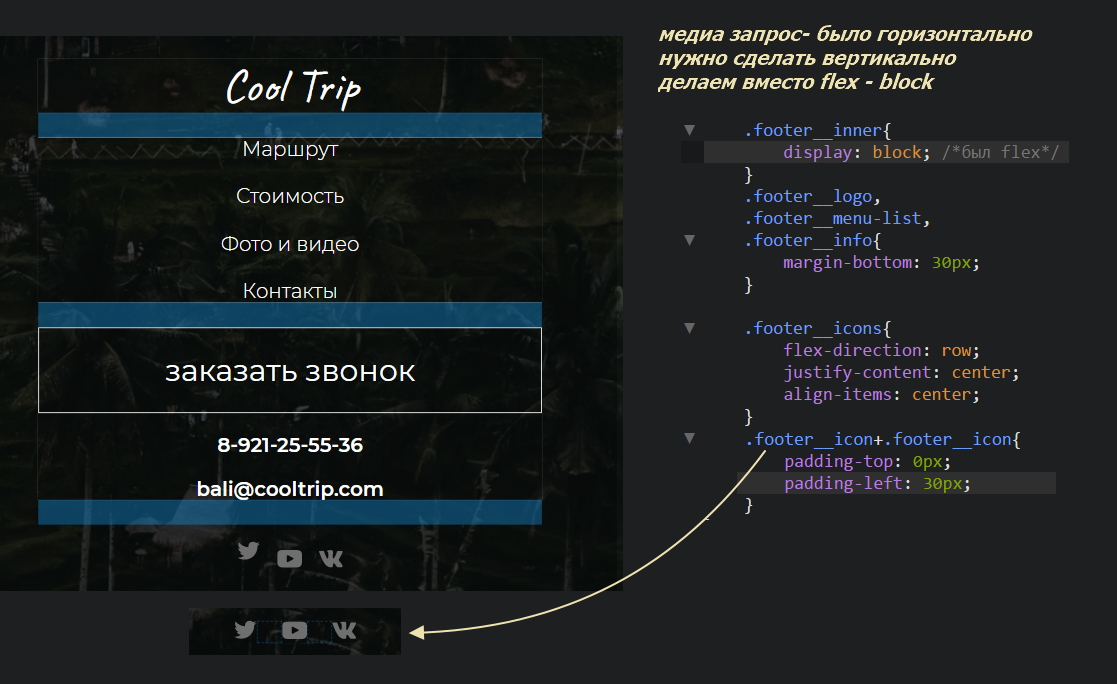 Cool Trip
Маршрут
Стоимость
Фото и видео
Контакты
заказать звонок
8-921-25-55-36
bali@cooltrip.com
медиа запрос- было горизонтально
нужно сделать вертикально
делаем вместо flex - block
.footer__inner{
display: block; /*был flex*/
}
.footer__logo,
.footer__menu-list,
.footer__info{
margin-bottom: 30px;
}
.footer__icons{
flex-direction: row;
justify-content: center;
align-items: center;
}
.footer__icon+.footer__icon{
padding-top: 0px;
padding-left: 30px;
}